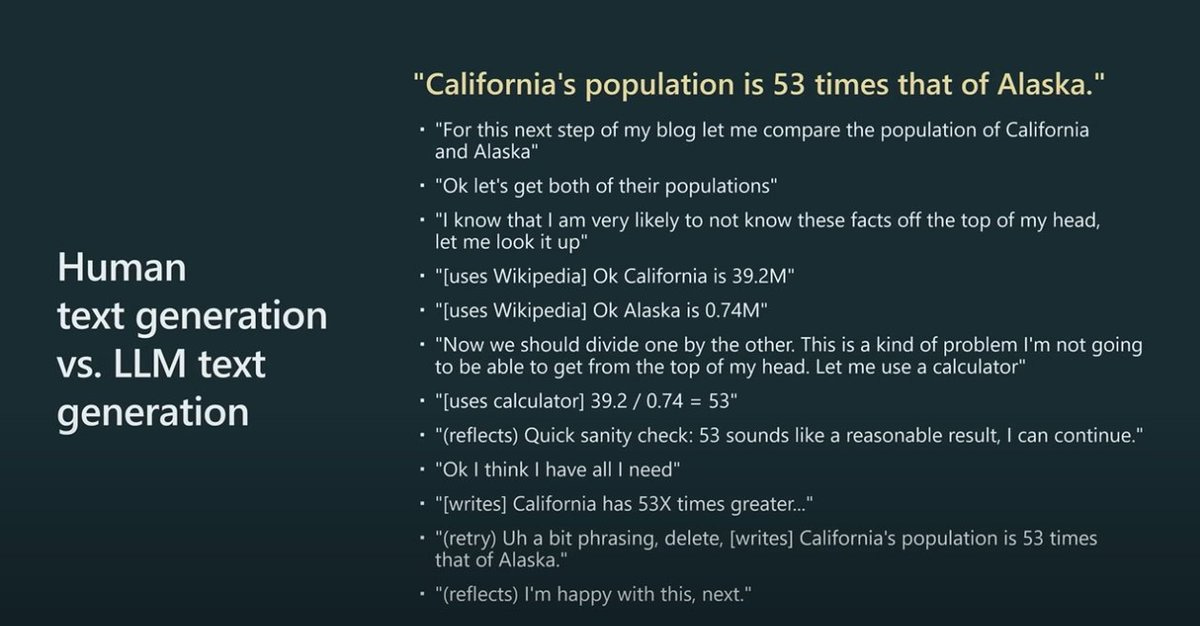 Human
text generation
vs. LLM text
generation
"California's population is 53 times that of Alaska."
· "For this next step of my blog let me compare the population of California
and Alaska"
· "Ok let's get both of their populations"
· "I know that I am very likely to not know these facts off the top of my head,
let me look it up"
· "[uses Wikipedia] Ok California is 39.2M"
· "[uses Wikipedia] Ok Alaska is 0.74M"
· "Now we should divide one by the other. This is a kind of problem I'm not going
to be able to get from the top of my head. Let me use a calculator"
· "[uses calculator] 39.2 / 0.74 = 53"
· "(reflects) Quick sanity check: 53 sounds like a reasonable result, I can continue."
· "Ok I think I have all I need"
· "[writes] California has 53X times greater..."
· "(retry) Uh a bit phrasing, delete, [writes] California's population is 53 times
that of Alaska."
· "(reflects) I'm happy with this, next."